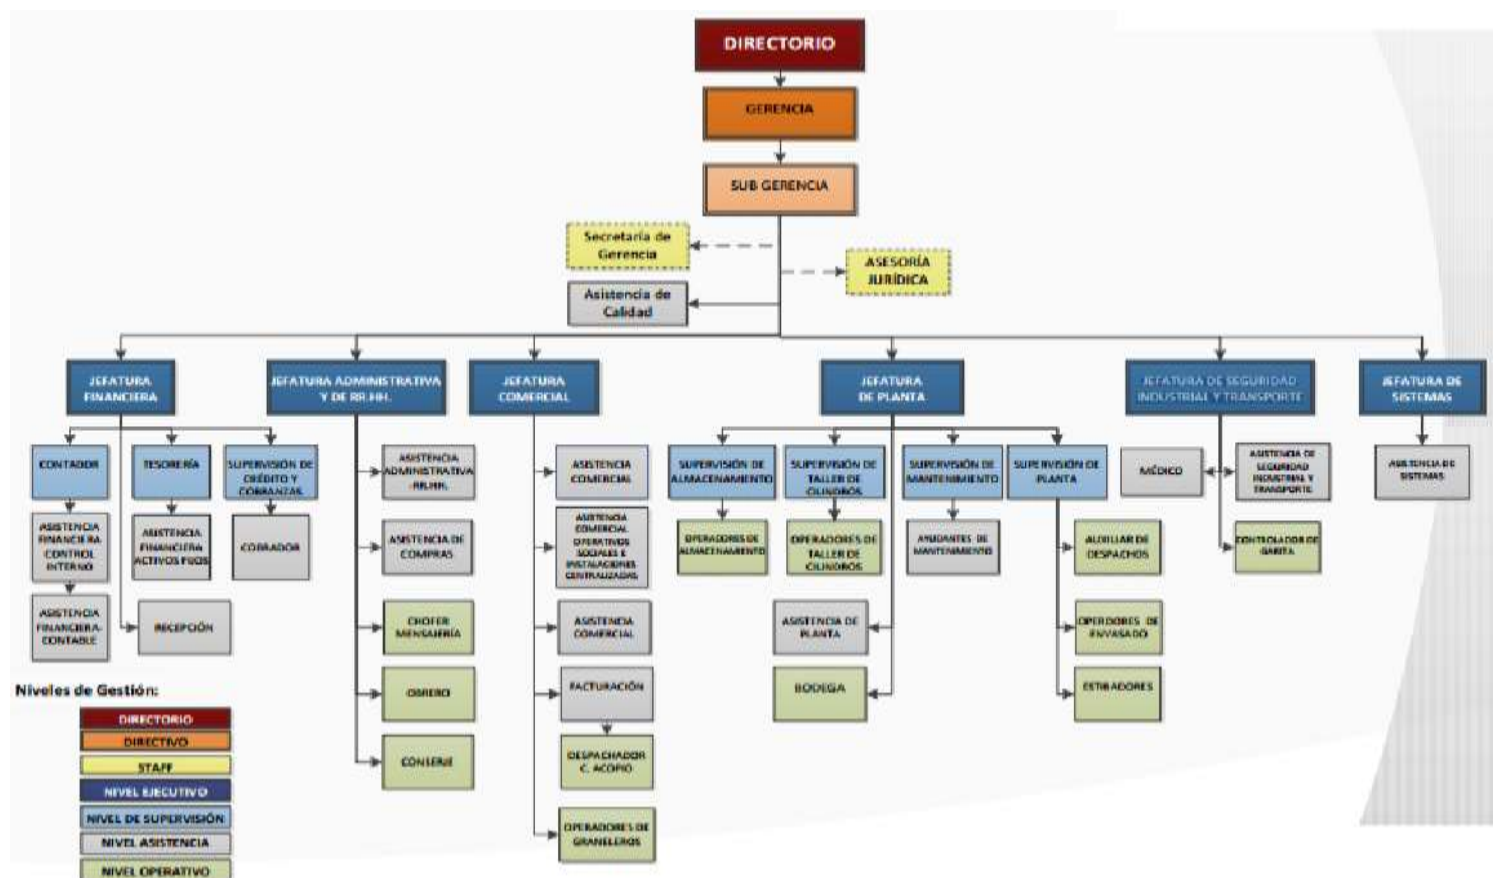 DIRECTORIO
GERENCIA
SUB GERENCIA
Secretaría de
Gerencia
ASESORÍA
JURÍDICA
Asistencia de
Calidad
JEFATURA
FINANCIERA
JEFATURA ADMINISTRATIVA
Y DE RR.HH.
JEFATURA
COMERCIAL
JEFATURA
DE PLANTA
JEFATURA DE SEGURIDAD
INDUSTRIAL Y TRANSPORTE
JEFATURA DE
SISTEMAS
CONTADOR
TESORERÍA
SUPERVISIÓN DE
CRÉDITO Y
COBRANZAS
ASISTENCIA
ADMINISTRATIVA
-RR.HH.
ASISTENCIA
COMERCIAL
SUPERVISIÓN DE
ALMACENAMIENTO
SUPERVISIÓN DE
TALLER DE
CILINDROS
SUPERVISIÓN DE
MANTENIMIENTO
SUPERVISIÓN DE
PLANTA
MÉDICO
ASISTENCIA DE
SEGURIDAD
INDUSTRIAL Y
TRANSPORTE
ASISTENCIA DE
SISTEMAS
ASISTENCIA
FINANCIERA-
CONTROL
INTERNO
ASISTENCIA
FINANCIERA
ACTIVOS FIJOS
COBRADOR
ASISTENCIA DE
COMPRAS
ASISTENCIA
COMERCIAL
OPERATIVOS
SOCIALES E
INSTALACIONES
CENTRALIZADAS
OPERADORES DE
ALMACENAMIENTO
OPERADORES DE
TALLER DE
CILINDROS
AYUDANTES DE
MANTENIMIENTO
AUXILIAR DE
DESPACHOS
CONTROLADOR DE
GARITA
ASISTENCIA
FINANCIERA-
CONTABLE
RECEPCIÓN
CHOFER
MENSAJERÍA
ASISTENCIA
COMERCIAL
ASISTENCIA DE
PLANTA
OPERDORES DE
ENVASADO
OBRERO
FACTURACIÓN
BODEGA
ESTIBADORES
CONSERJE
DESPACHADOR
C. ACOPIO
OPERADORES DE
GRANELEROS
Niveles de Gestión:
DIRECTORIO
DIRECTIVO
STAFF
NIVEL EJECUTIVO
NIVEL DE SUPERVISIÓN
NIVEL ASISTENCIA
NIVEL OPERATIVO